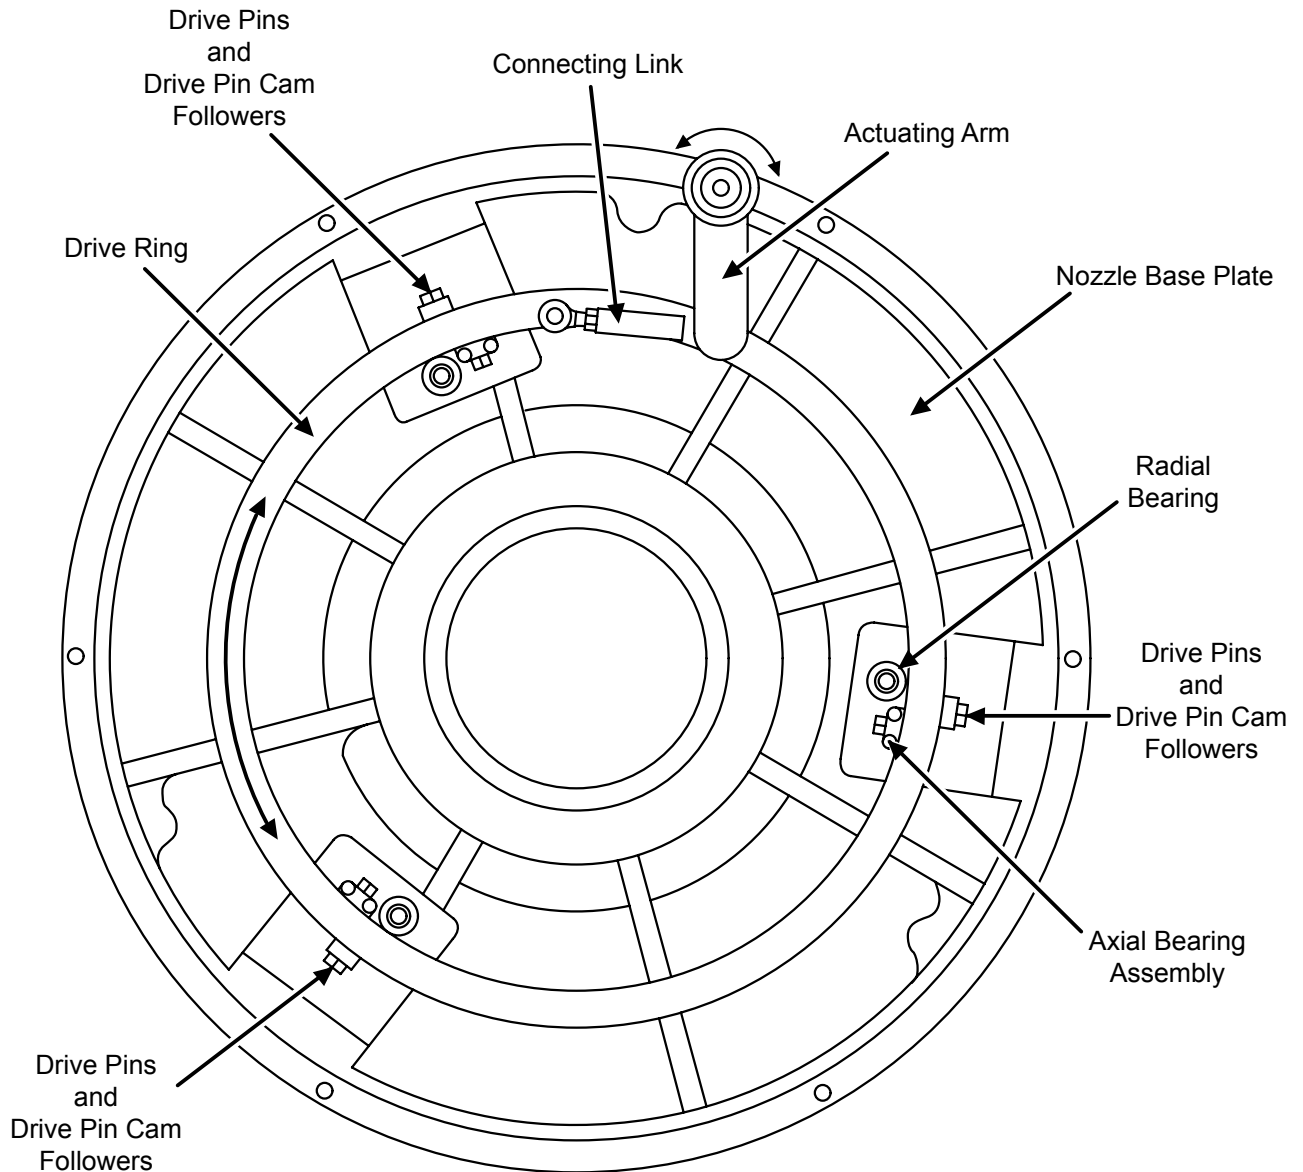 Drive Pins
and
Drive Pin Cam
Followers
Connecting Link
Actuating Arm
Drive Ring
Nozzle Base Plate
Radial
Bearing
Drive Pins
and
Drive Pin Cam
Followers
Axial Bearing
Assembly
Drive Pins
and
Drive Pin Cam
Followers